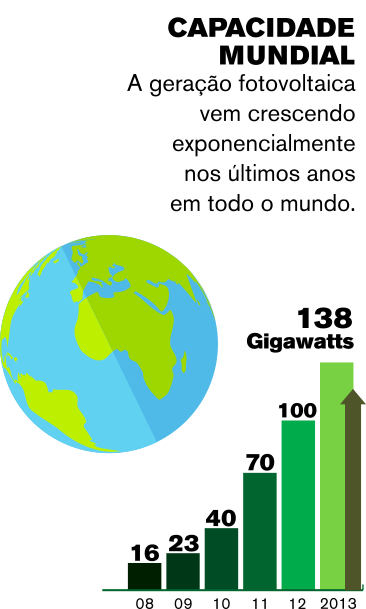 CAPACIDADE
MUNDIAL
A geração fotovoltaica
vem crescendo
exponencialmente
nos últimos anos
em todo o mundo.
138
Gigawatts
100
70
40
23
16
08 09 10 11 12 2013